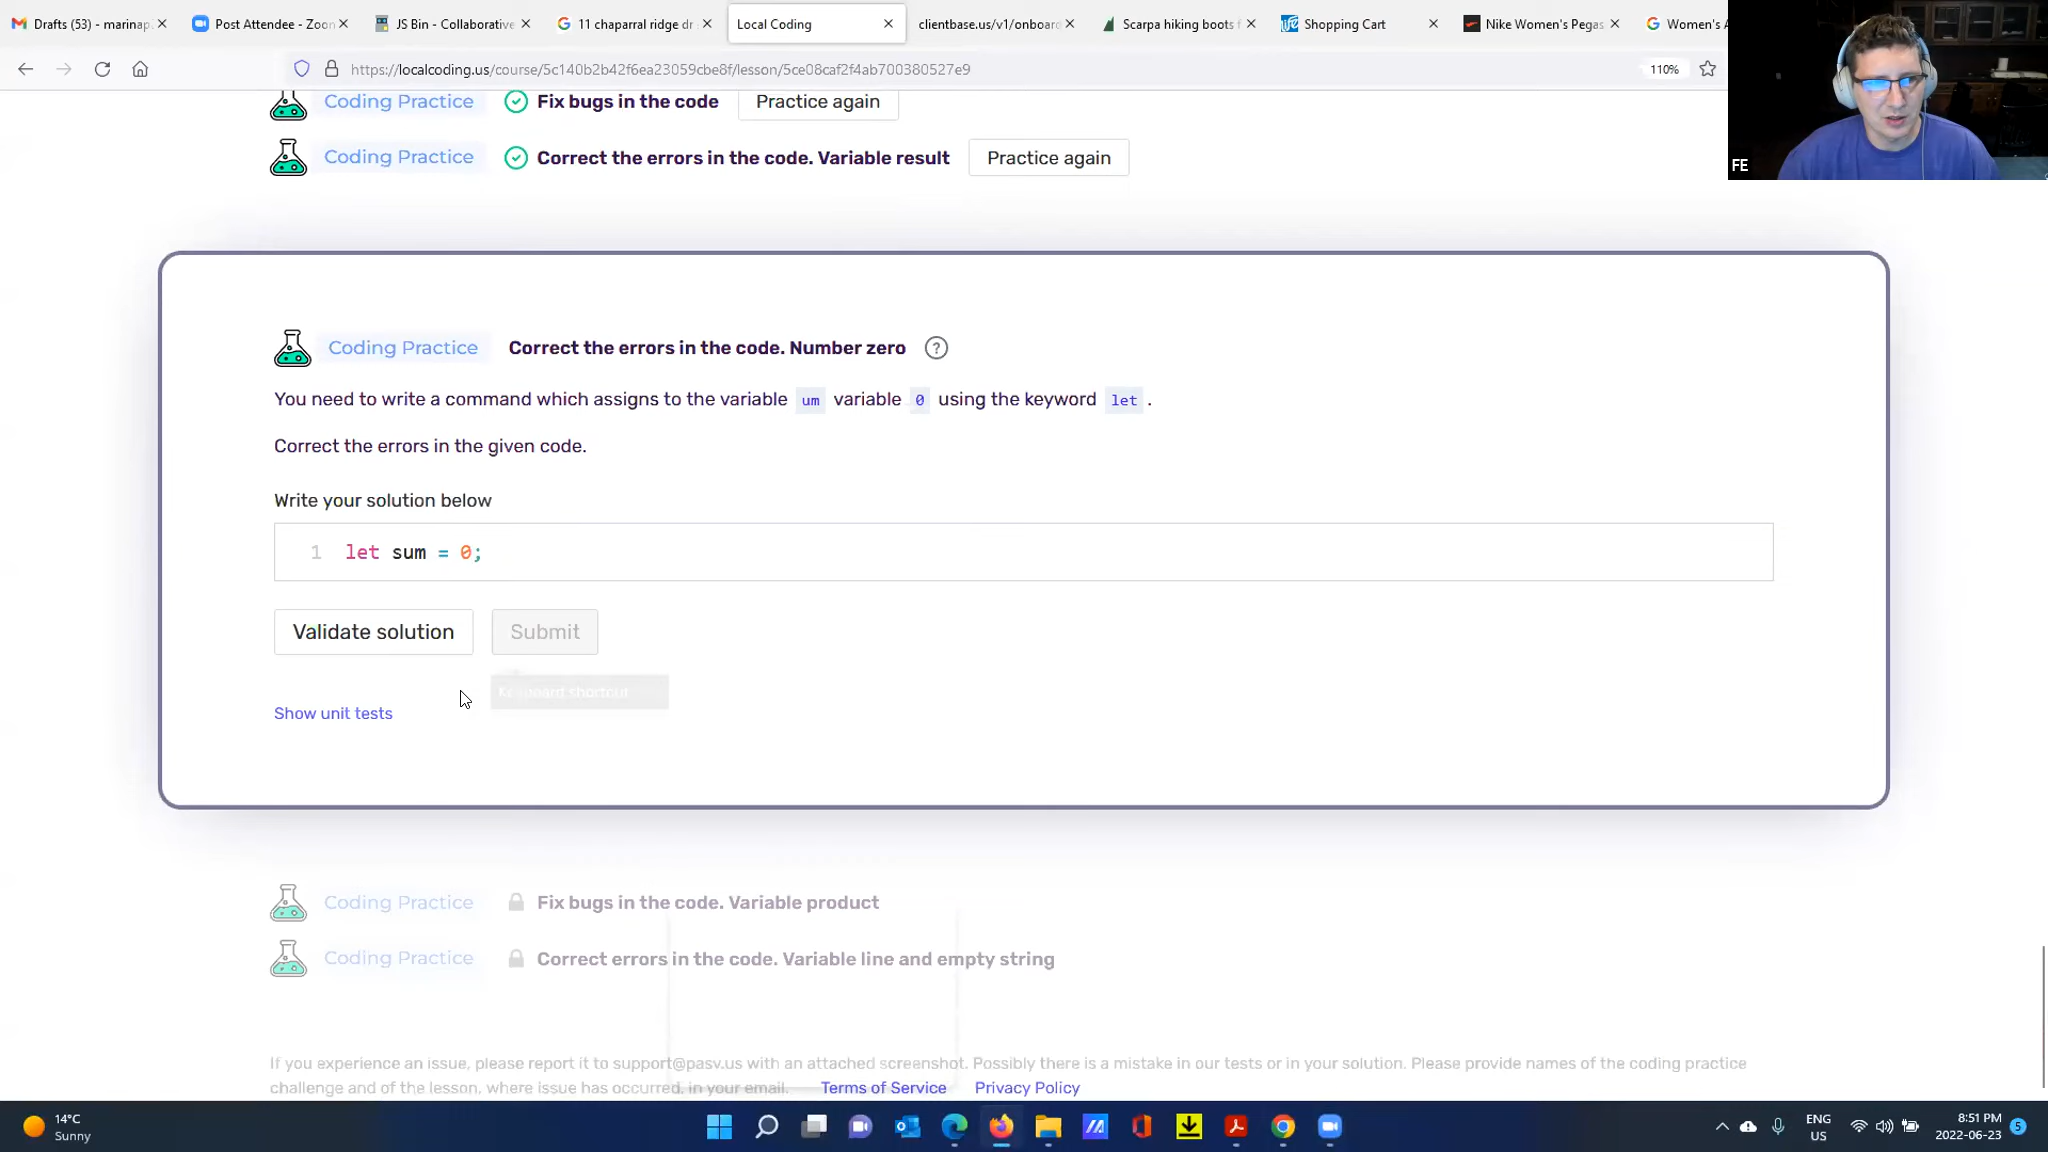 Drafts (53) - marinap
Post Attendee - Zoon
JS Bin - Collaborative
11 chaparral ridge dr
Local Coding
clientbase.us/v1/onboard
Scarpa hiking boots f
Shopping Cart
Nike Women's Pegas
Women's A
https://localcoding.us/course/5c140b2b42f6ea23059cbe8f/lesson/5ce08caf2f4ab700380527e9
110%
FE
Coding Practice Fix bugs in the code Practice again
Coding Practice Correct the errors in the code. Variable result Practice again
Coding Practice Correct the errors in the code. Number zero ?
You need to write a command which assigns to the variable um variable 0 using the keyword let .
Correct the errors in the given code.
Write your solution below
1 let sum = 0;
Validate solution Submit
shortcut
Show unit tests
Coding Practice Fix bugs in the code. Variable product
Coding Practice Correct errors in the code. Variable line and empty string
If you experience an issue, please report it to support@pasv.us with an attached screenshot. Possibly there is a mistake in our tests or in your solution. Please provide names of the coding practice
challenge and of the lesson, where issue has occurred, in your email. Terms of Service Privacy Policy
14°C
Sunny
ENG
US
8:51 PM
2022-06-23
5